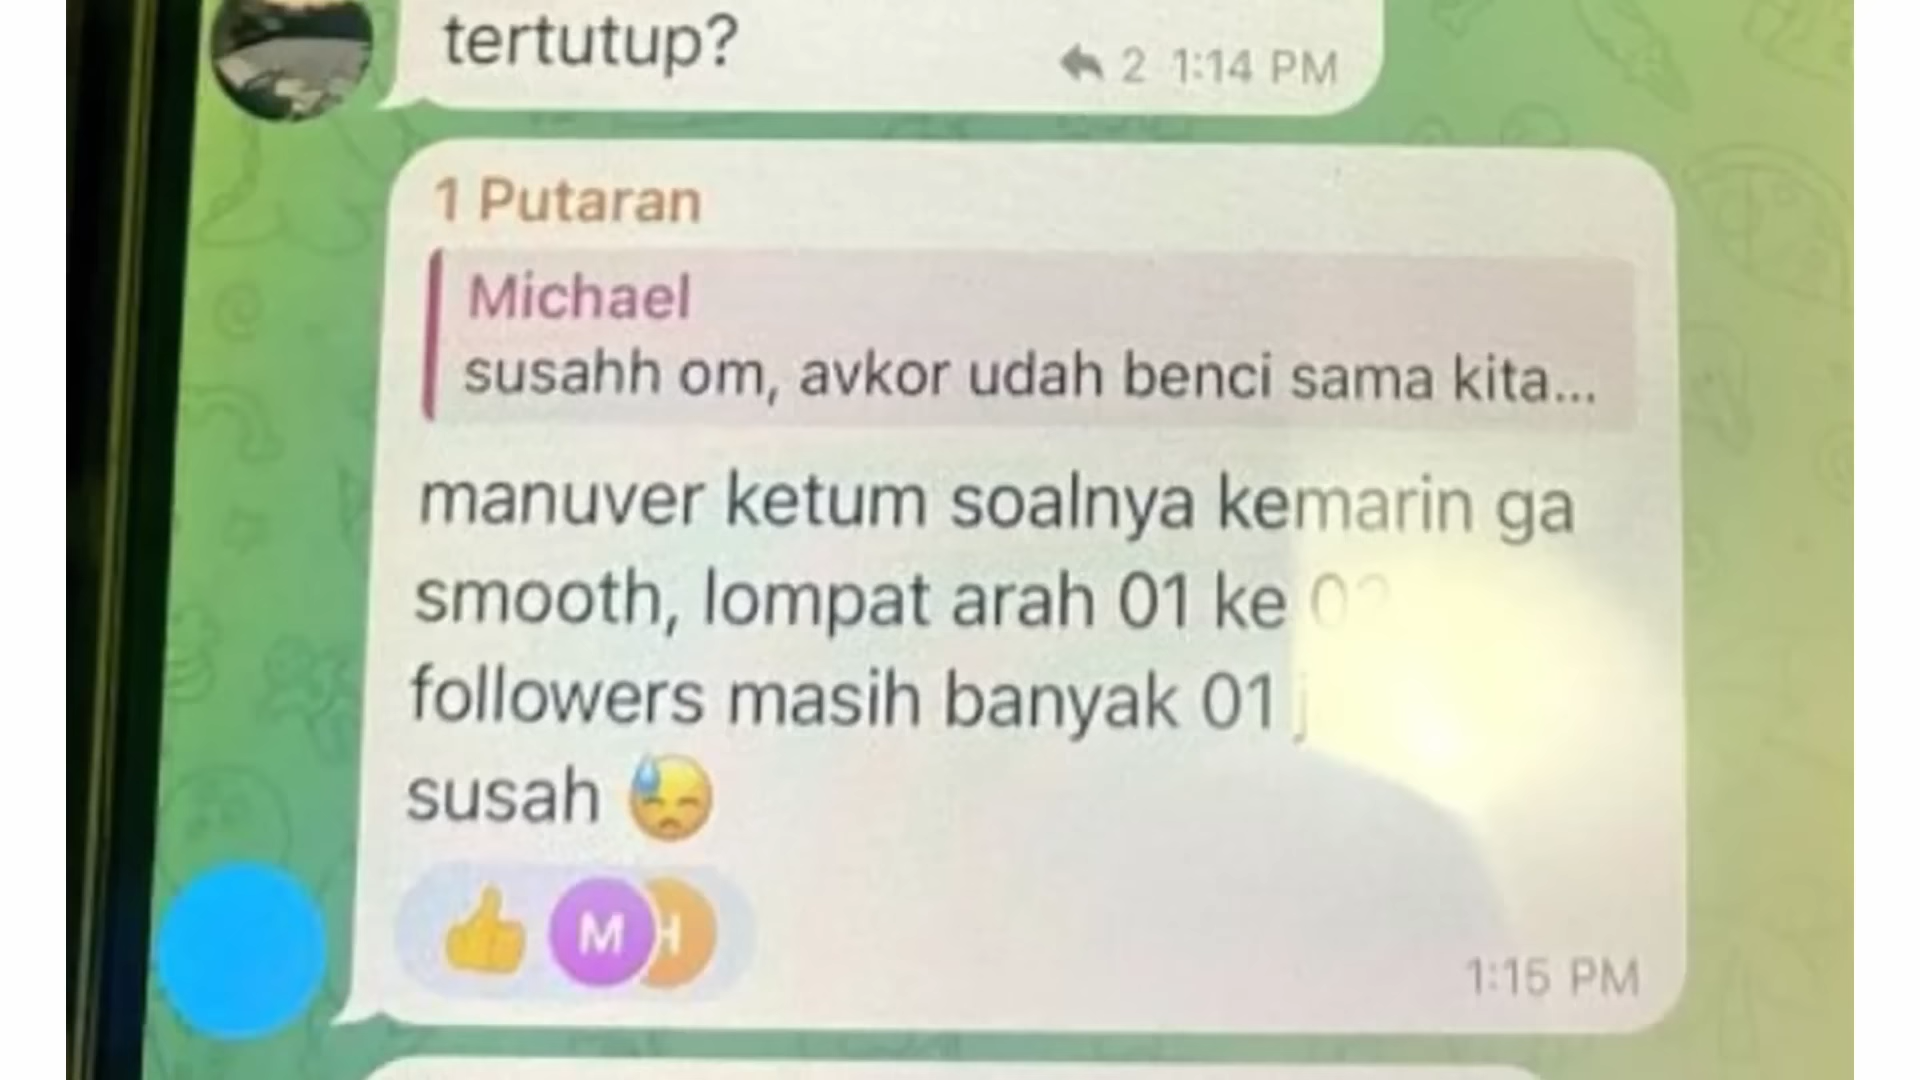 tertutup?
2 1:14 PM
1 Putaran
Michael
susahh om, avkor udah benci sama kita...
manuver ketum soalnya kemarin ga
smooth, lompat arah 01 ke
followers masih banyak 01
susah
M H
1:15 PM